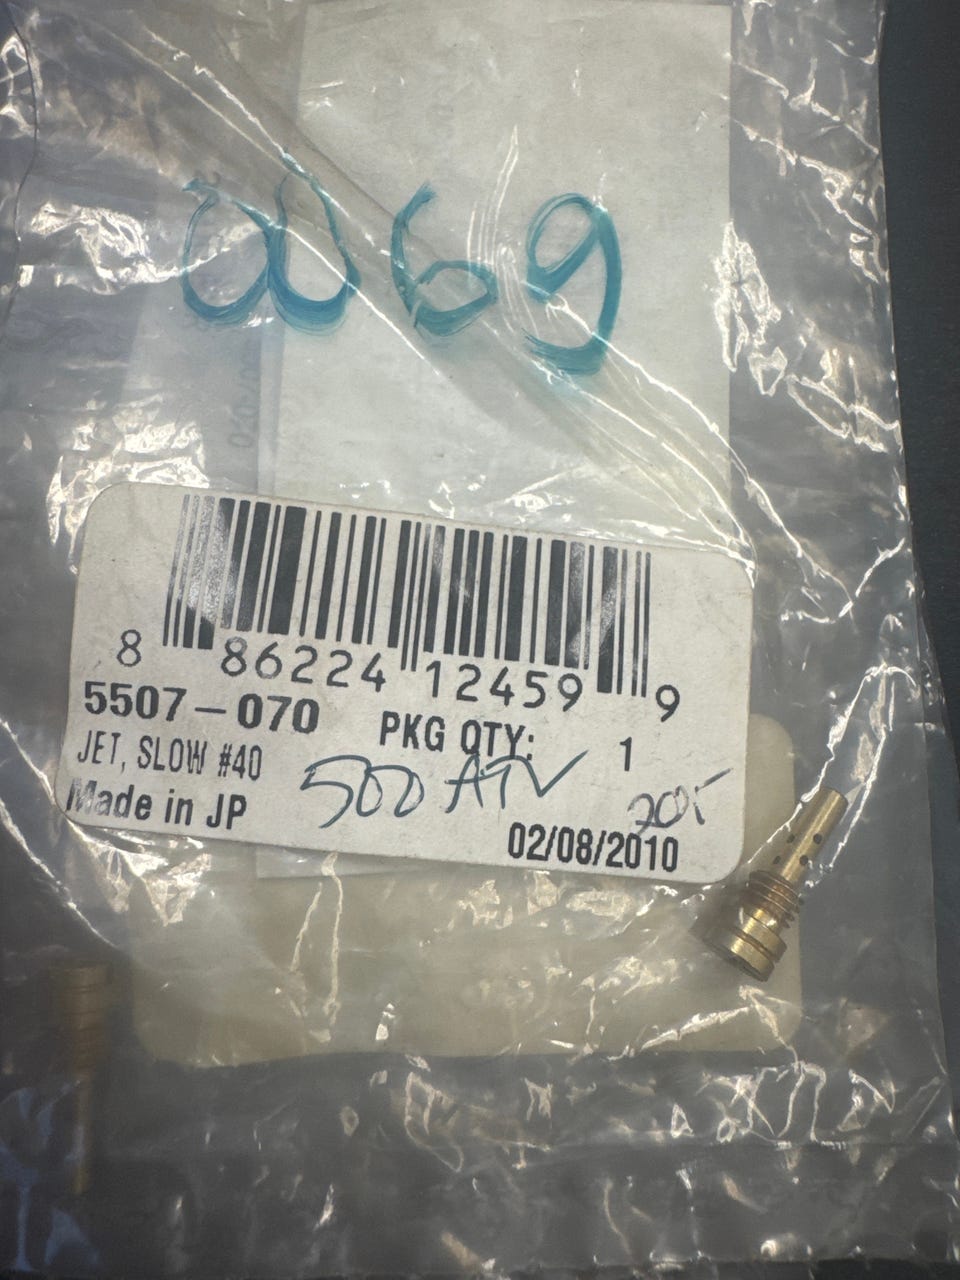 0069
8 86224 12459 9
5507-070 PKG QTY: 1
JET, SLOW #40
500 ATV
Made in JP
02/08/2010